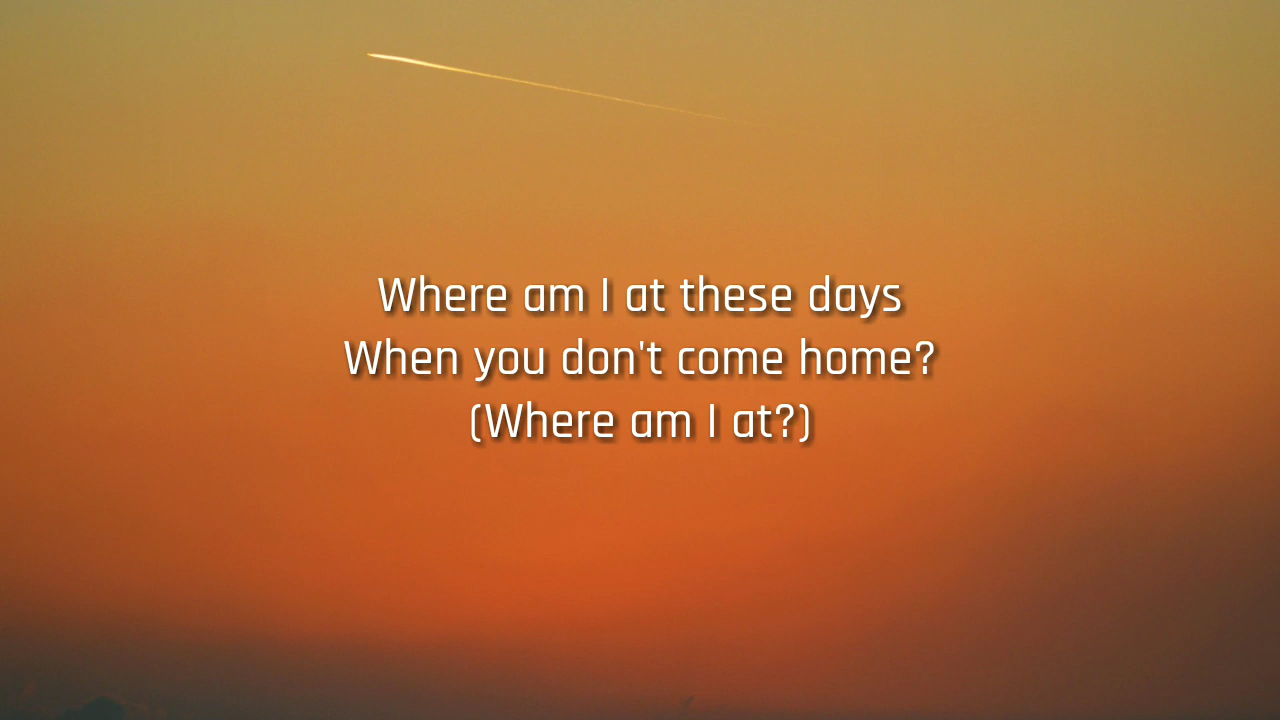 Where am I at these days
When you don't come home?
(Where am I at?)